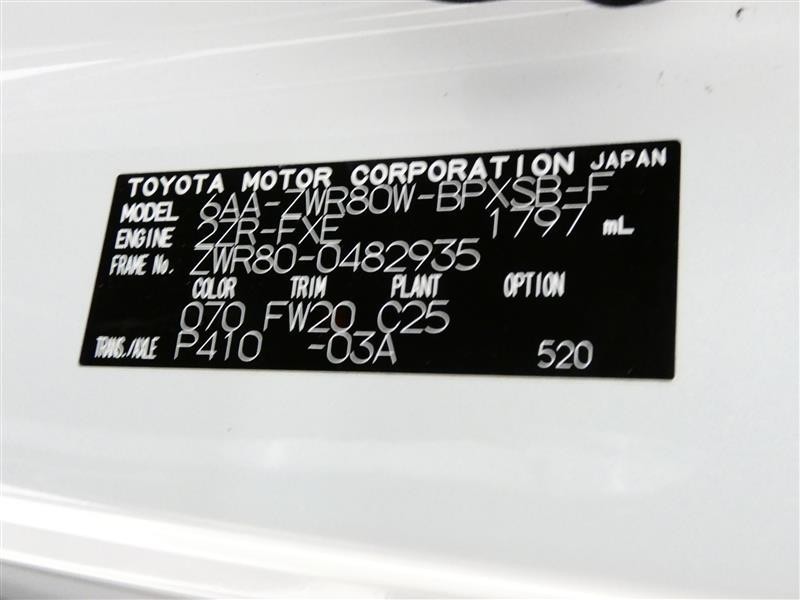 TOYOTA MOTOR CORPORATION JAPAN
MODEL 6AA-ZWR80W-BPXSB-F
ENGINE 2ZR-FXE 1797 mL
FRAME No. ZWR80-0482935
COLOR TRIM PLANT OPTION
070 FW20 C25
TRANS./AXLE P410 -03A 520